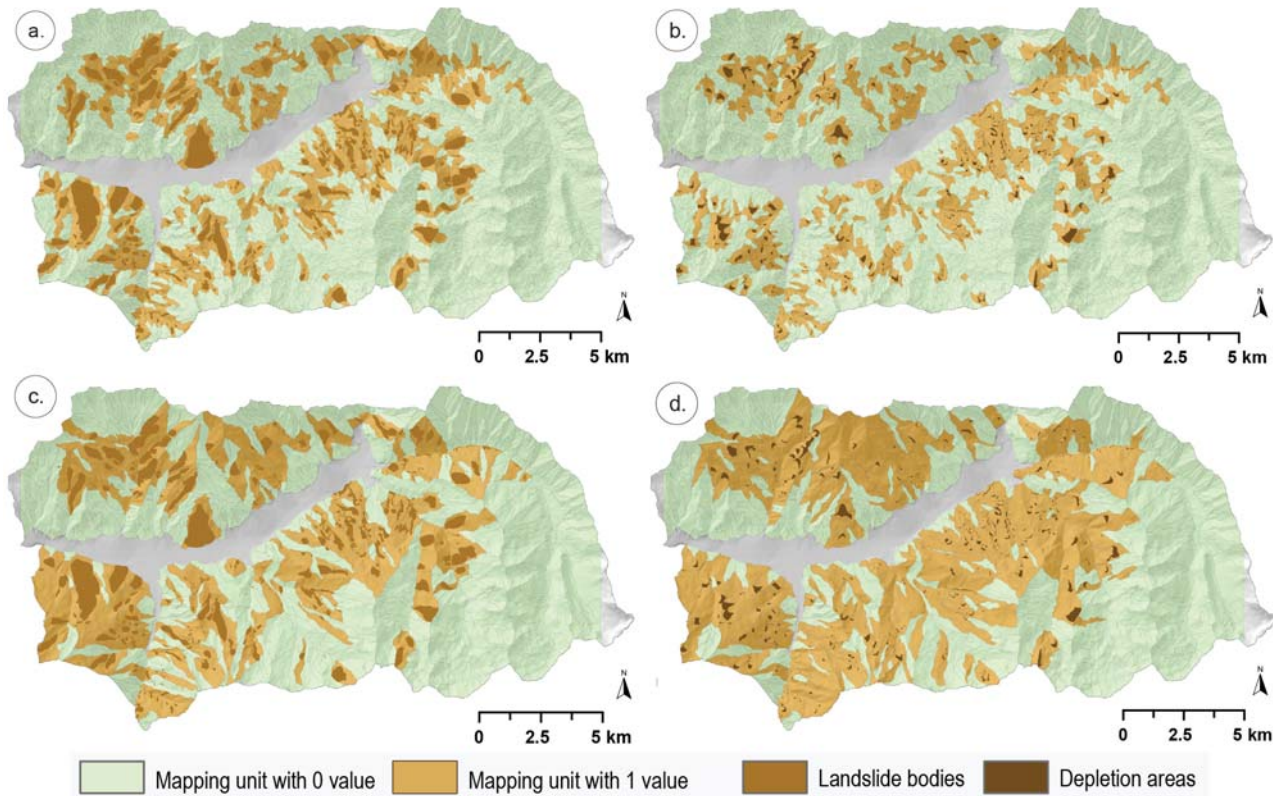 a.
b.
N
N
0 2.5 5 km
0 2.5 5 km
c.
d.
N
N
0 2.5 5 km
0 2.5 5 km
Mapping unit with 0 value
Mapping unit with 1 value
Landslide bodies
Depletion areas